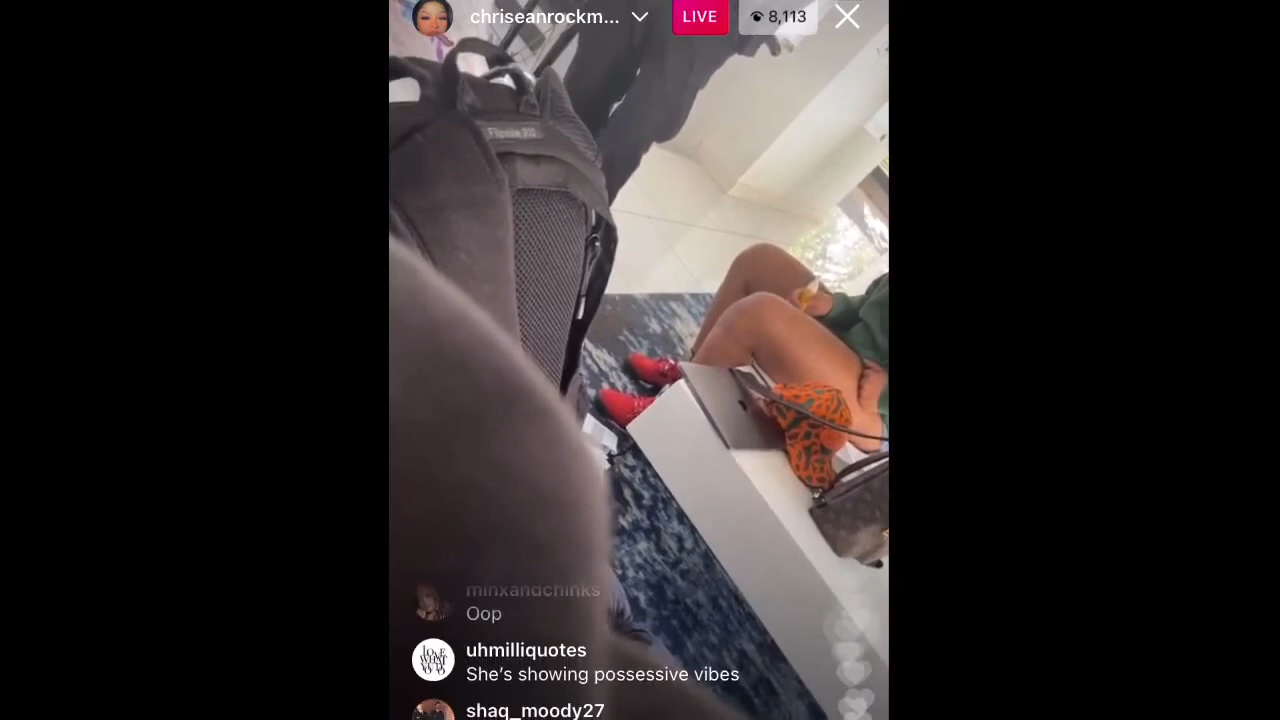 chriseanrockm...
LIVE
8,113
minxandchinks
Oop
uhmilliquotes
She's showing possessive vibes
shaq_moody27